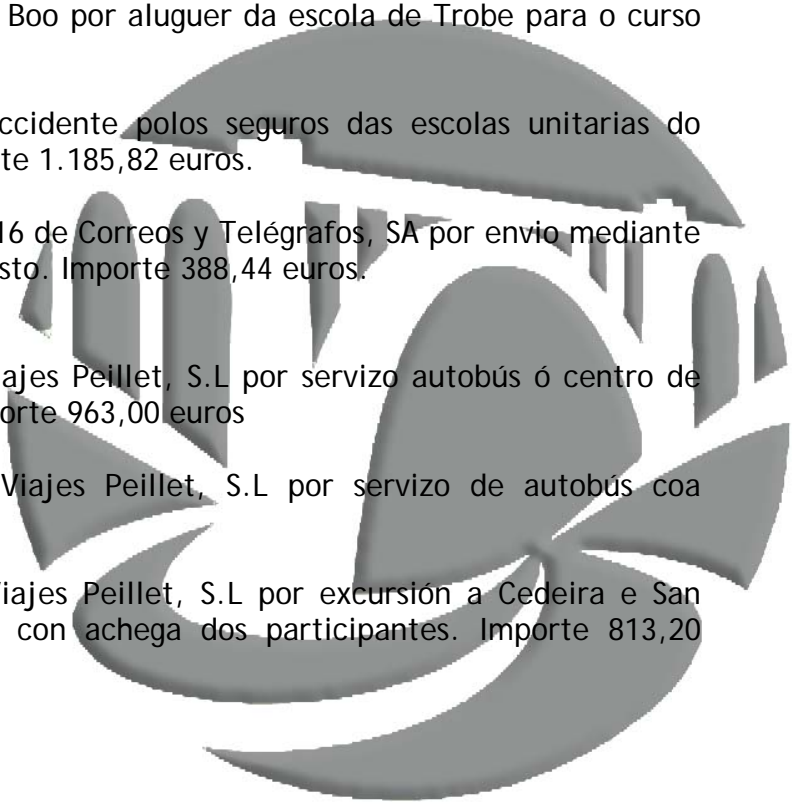 Boo por aluguer da escola de Trobe para o curso
ccidente polos seguros das escolas unitarias do
te 1.185,82 euros.
16 de Correos y Telégrafos, SA por envio mediante
sto. Importe 388,44 euros.
ajes Peillet, S.L por servizo autobús ó centro de
orte 963,00 euros
Viajes Peillet, S.L por servizo de autobús coa
iajes Peillet, S.L por excursión a Cedeira e San
con achega dos participantes. Importe 813,20